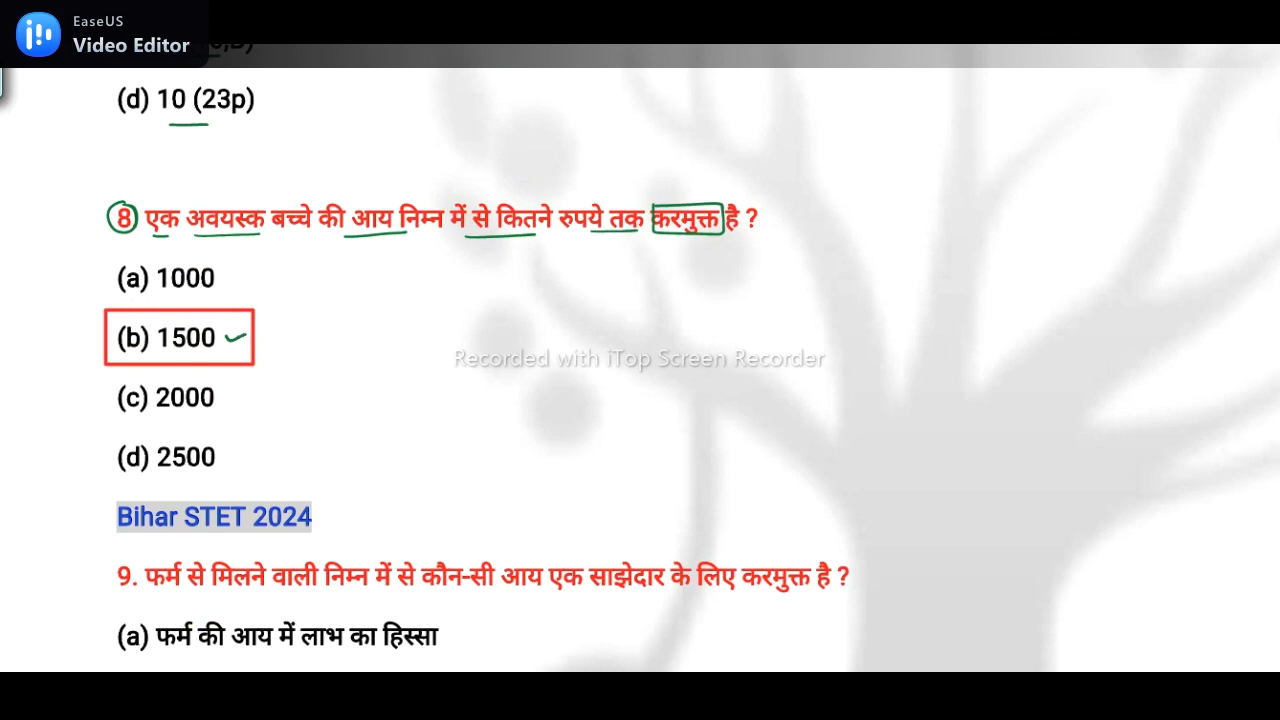 EaseUS
Video Editor
(d) 10 (23p)
8 एक अवयस्क बच्चे की आय निम्न में से कितने रुपये तक करमुक्त है ?
(a) 1000
(b) 1500
Recorded with iTop Screen Recorder
(c) 2000
(d) 2500
Bihar STET 2024
9. फर्म से मिलने वाली निम्न में से कौन-सी आय एक साझेदार के लिए करमुक्त है ?
(a) फर्म की आय में लाभ का हिस्सा